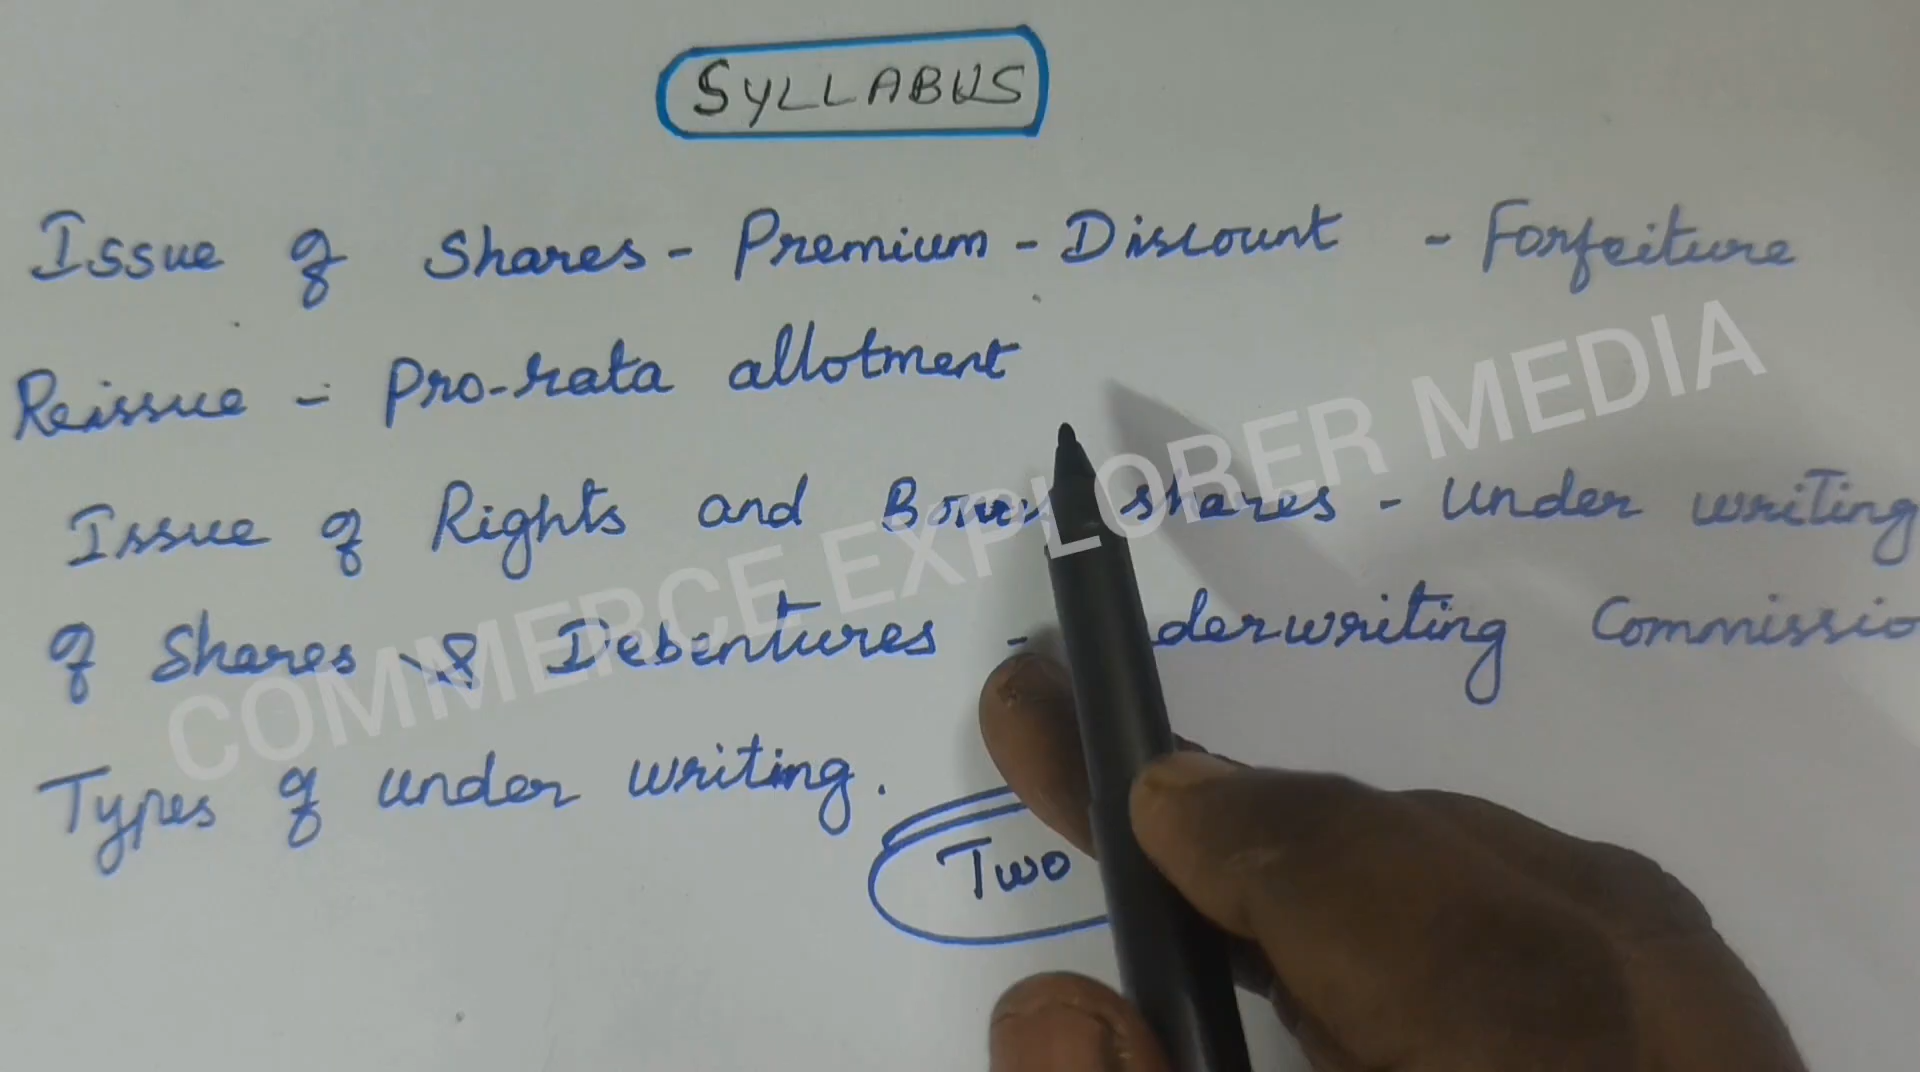 SYLLABUS
Issue of Shares - Premium - Discount - Forfeiture
Reissue - Pro-rata allotment
Issue of Rights and Bonus shares - Under writing
of Shares & Debentures - derwriting Commissio
Types of under writing.
Two
COMMERCE EXPLORER MEDIA